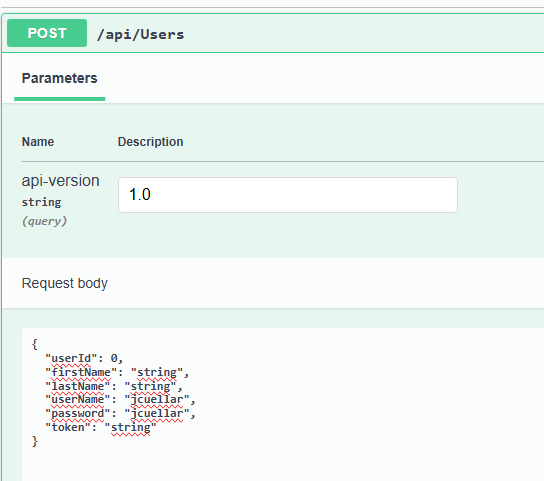 POST /api/Users
Parameters
Name Description
api-version 1.0
string
(query)
Request body
{
"userId": 0,
"firstName": "string",
"lastName": "string",
"userName": "jcuellar",
"password": "jcuellar",
"token": "string"
}